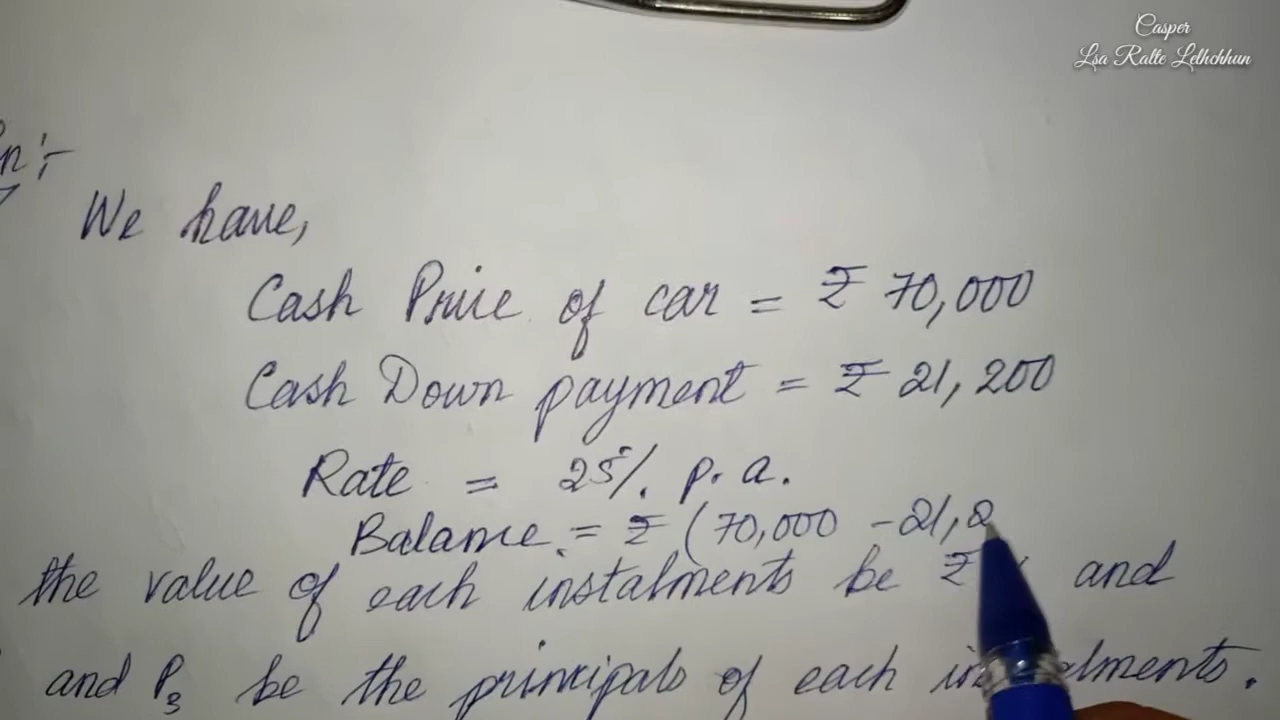 Casper
Lsa Ralte Lethchhun
We have,
Cash Price of car = ₹ 70,000
Cash Down payment = ₹ 21,200
Rate = 25%. p.a.
Balance. = ₹ (70,000 - 21,2
the value of each instalments be ₹ and
and P₃ be the principals of each instalments.